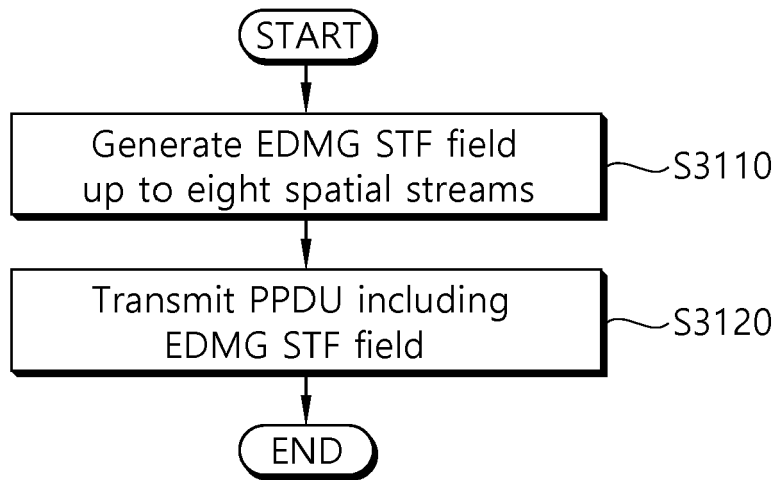 START
Generate EDMG STF field
up to eight spatial streams
S3110
Transmit PPDU including
EDMG STF field
S3120
END